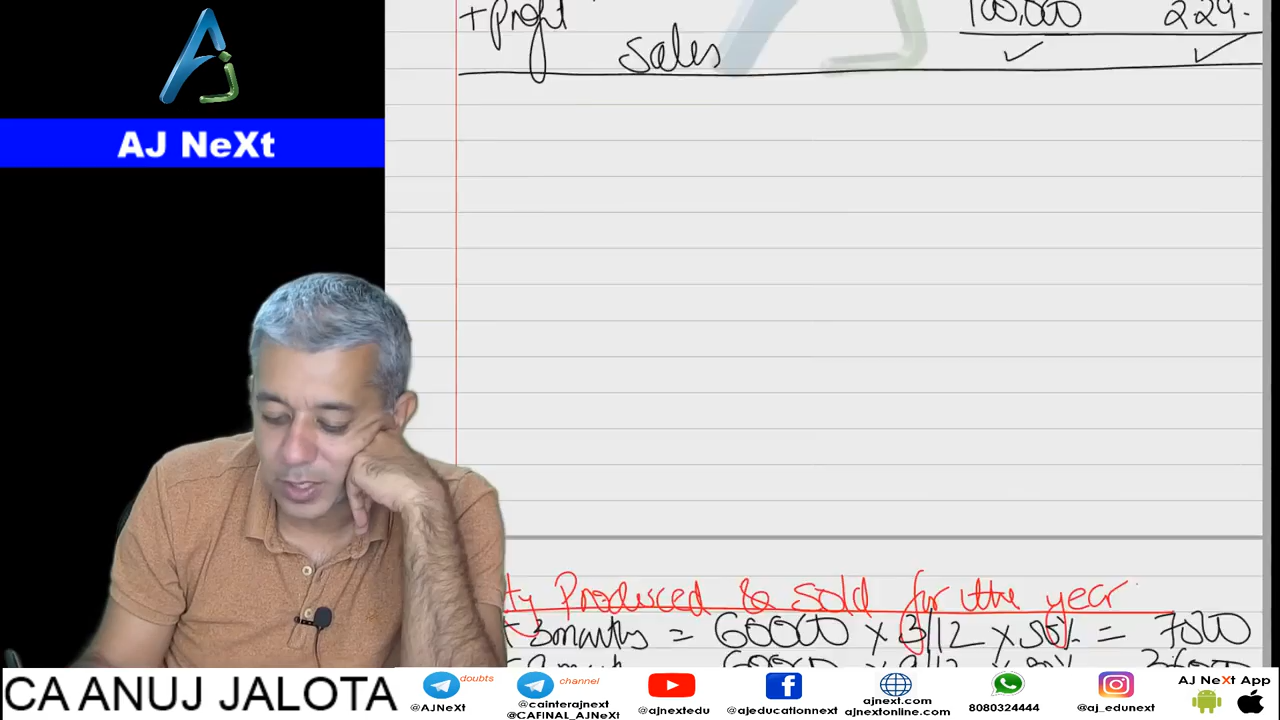 + Profit 100,000 229.
Sales
AJ NeXt
ty Produced & Sold for the year
3 months = 60000 × 3/12 × 50% = 7500
CA ANUJ JALOTA
doubts
@AJNeXt
channel
@cainterajnext
@CAFINAL_AJNeXt
@ajnextedu
@ajeducationnext
ajnext.com
ajnextonline.com
8080324444
@aj_edunext
AJ NeXt App